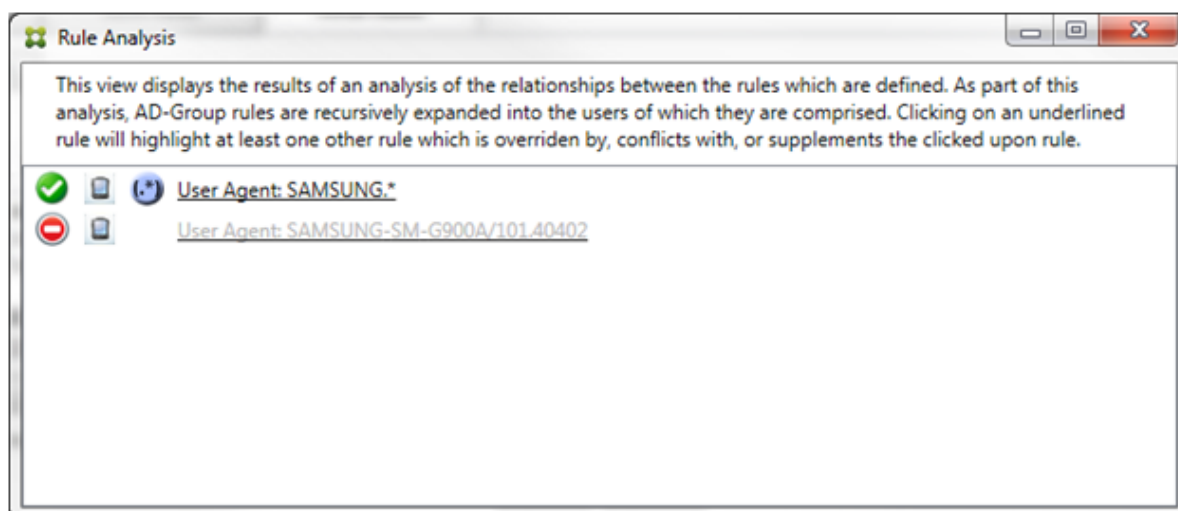 Rule Analysis
This view displays the results of an analysis of the relationships between the rules which are defined. As part of this
analysis, AD-Group rules are recursively expanded into the users of which they are comprised. Clicking on an underlined
rule will highlight at least one other rule which is overriden by, conflicts with, or supplements the clicked upon rule.
(.*) User Agent: SAMSUNG.*
User Agent: SAMSUNG-SM-G900A/101.40402